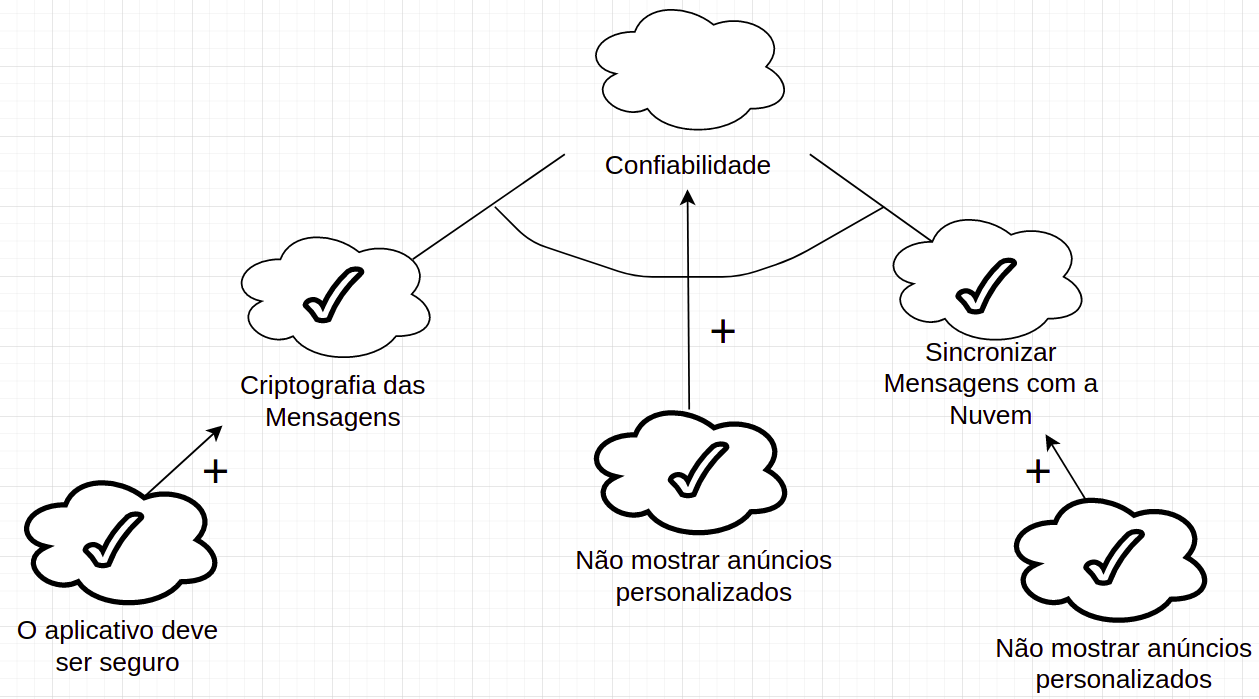 Confiabilidade
+
Sincronizar
Mensagens com a
Nuvem
Criptografia das
Mensagens
+
+
Não mostrar anúncios
personalizados
O aplicativo deve
ser seguro
Não mostrar anúncios
personalizados